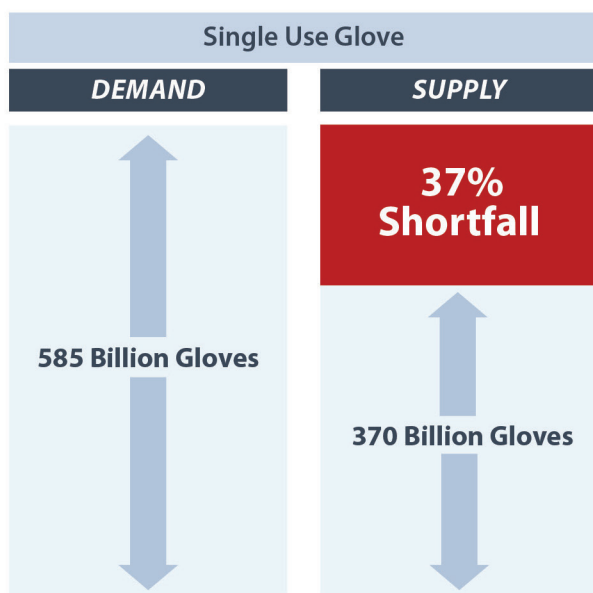 Single Use Glove
DEMAND
SUPPLY
37%
Shortfall
585 Billion Gloves
370 Billion Gloves